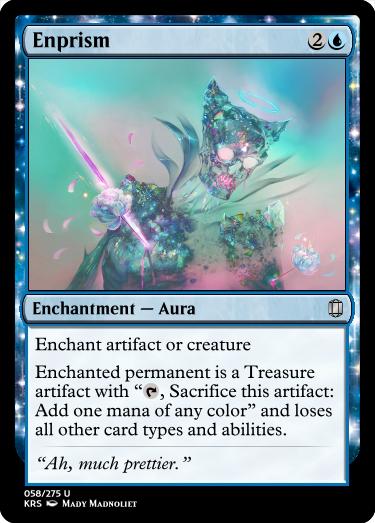 Enprism 2
Enchantment — Aura
Enchant artifact or creature
Enchanted permanent is a Treasure
artifact with “, Sacrifice this artifact:
Add one mana of any color” and loses
all other card types and abilities.
“Ah, much prettier.”
058/275 U
KRS Mady Madnoliet